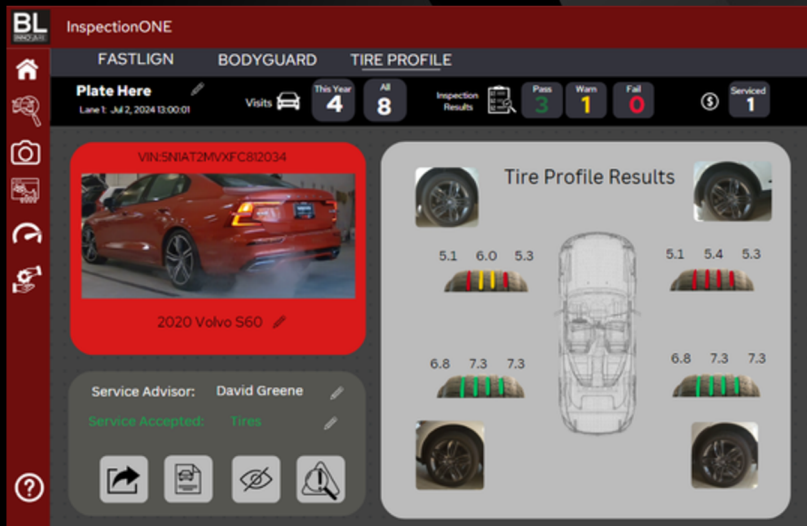 BL
InspectionONE
FASTLIGN BODYGUARD TIRE PROFILE
Plate Here
Lane 1: Jul 2, 2024 13:00:01
Visits
This Year
4
All
8
Inspection
Results
Pass
3
Warn
1
Fail
0
$
Serviced
1
VIN:5N1AT2MVXFC812034
2020 Volvo S60
Service Advisor: David Greene
Service Accepted: Tires
Tire Profile Results
5.1 6.0 5.3
5.1 5.4 5.3
6.8 7.3 7.3
6.8 7.3 7.3
?